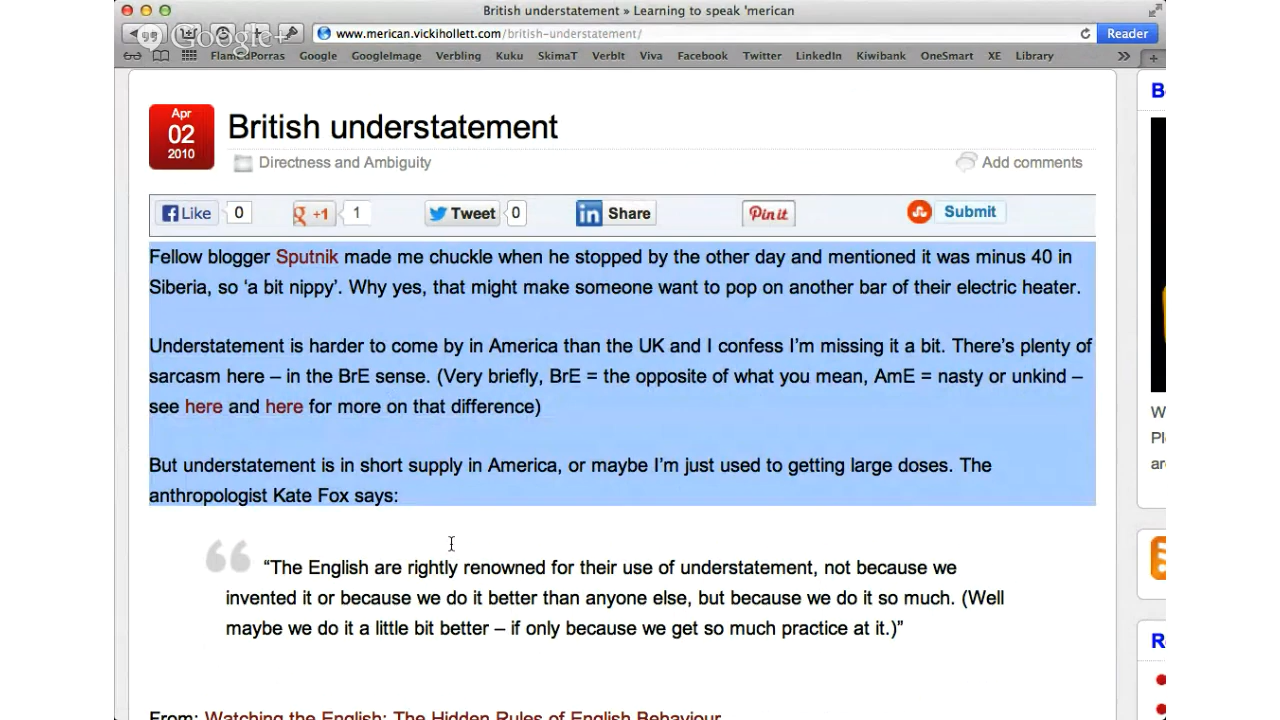 British understatement » Learning to speak 'merican
Google+
www.merican.vickihollett.com/british-understatement/
Reader
Google GoogleImage Verbling Kuku SkimaT VerbIt Viva Facebook Twitter LinkedIn Kiwibank OneSmart XE Library
Apr
02
2010
British understatement
Directness and Ambiguity
Add comments
Like 0 +1 1 Tweet 0 Share Pin it Submit
Fellow blogger Sputnik made me chuckle when he stopped by the other day and mentioned it was minus 40 in
Siberia, so ‘a bit nippy’. Why yes, that might make someone want to pop on another bar of their electric heater.
Understatement is harder to come by in America than the UK and I confess I’m missing it a bit. There’s plenty of
sarcasm here – in the BrE sense. (Very briefly, BrE = the opposite of what you mean, AmE = nasty or unkind –
see here and here for more on that difference)
But understatement is in short supply in America, or maybe I’m just used to getting large doses. The
anthropologist Kate Fox says:
“The English are rightly renowned for their use of understatement, not because we
invented it or because we do it better than anyone else, but because we do it so much. (Well
maybe we do it a little bit better – if only because we get so much practice at it.)”
From: Watching the English: The Hidden Rules of English Behaviour